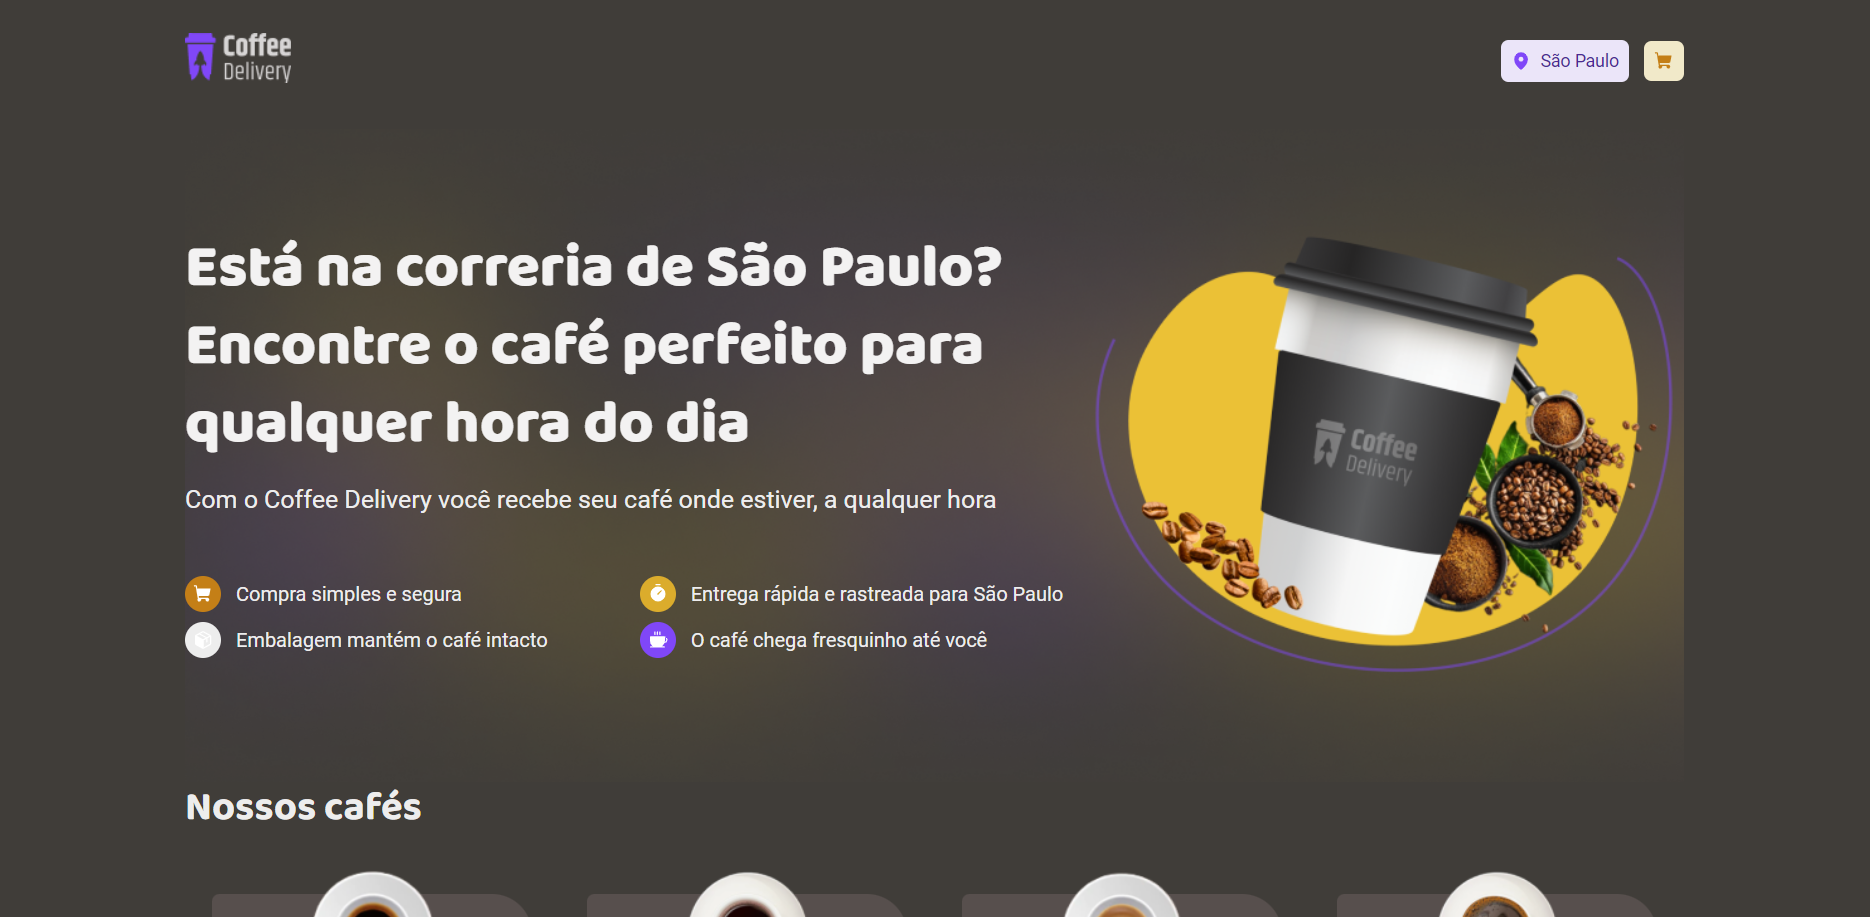 Coffee
Delivery
São Paulo
Está na correria de São Paulo?
Encontre o café perfeito para
qualquer hora do dia
Com o Coffee Delivery você recebe seu café onde estiver, a qualquer hora
Compra simples e segura
Entrega rápida e rastreada para São Paulo
Embalagem mantém o café intacto
O café chega fresquinho até você
Coffee
Delivery
Nossos cafés